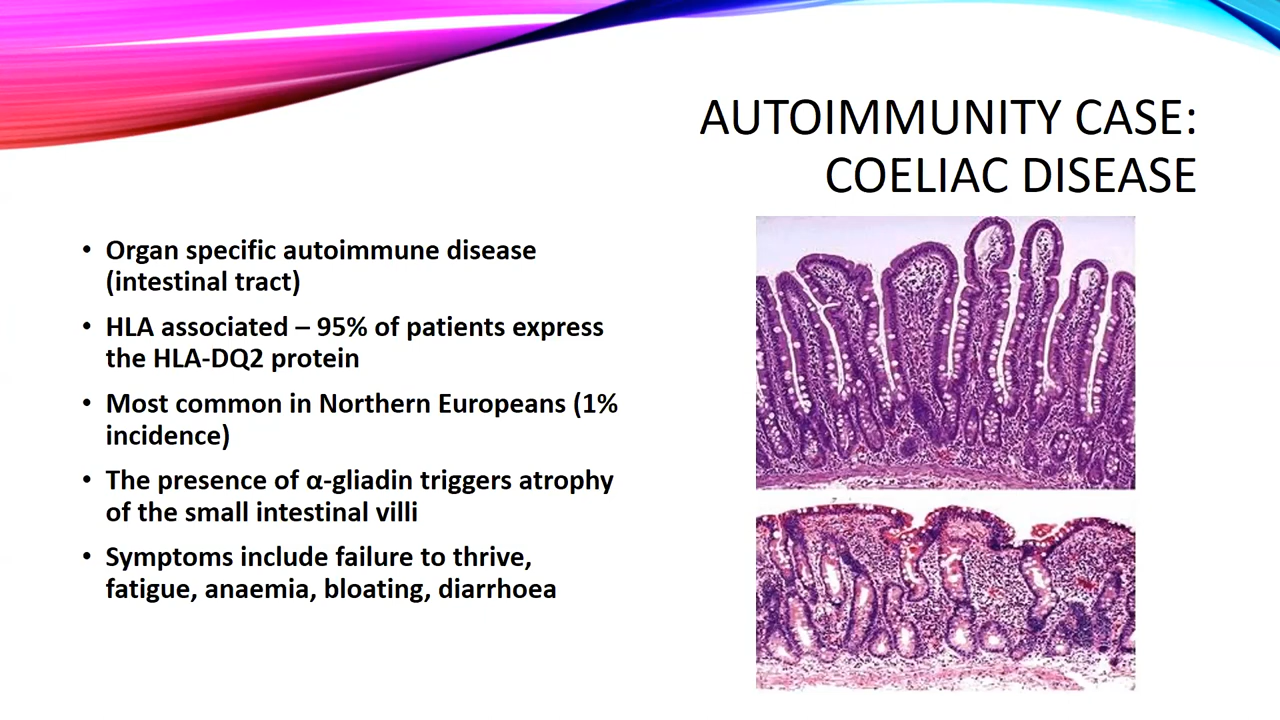 AUTOIMMUNITY CASE:
COELIAC DISEASE
• Organ specific autoimmune disease
(intestinal tract)
• HLA associated – 95% of patients express
the HLA-DQ2 protein
• Most common in Northern Europeans (1%
incidence)
• The presence of α-gliadin triggers atrophy
of the small intestinal villi
• Symptoms include failure to thrive,
fatigue, anaemia, bloating, diarrhoea